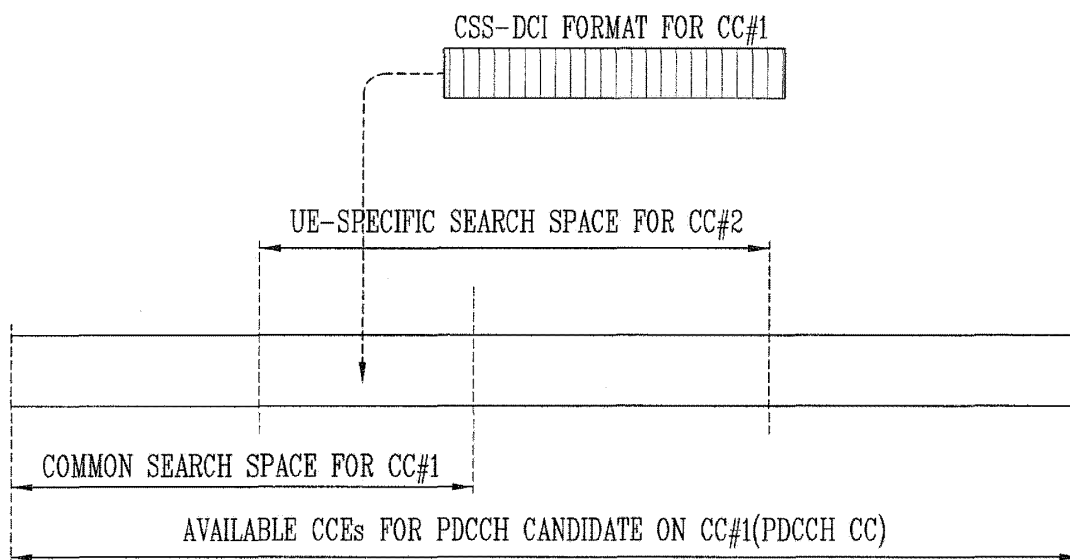 CSS-DCI FORMAT FOR CC#1
UE-SPECIFIC SEARCH SPACE FOR CC#2
COMMON SEARCH SPACE FOR CC#1
AVAILABLE CCEs FOR PDCCH CANDIDATE ON CC#1(PDCCH CC)